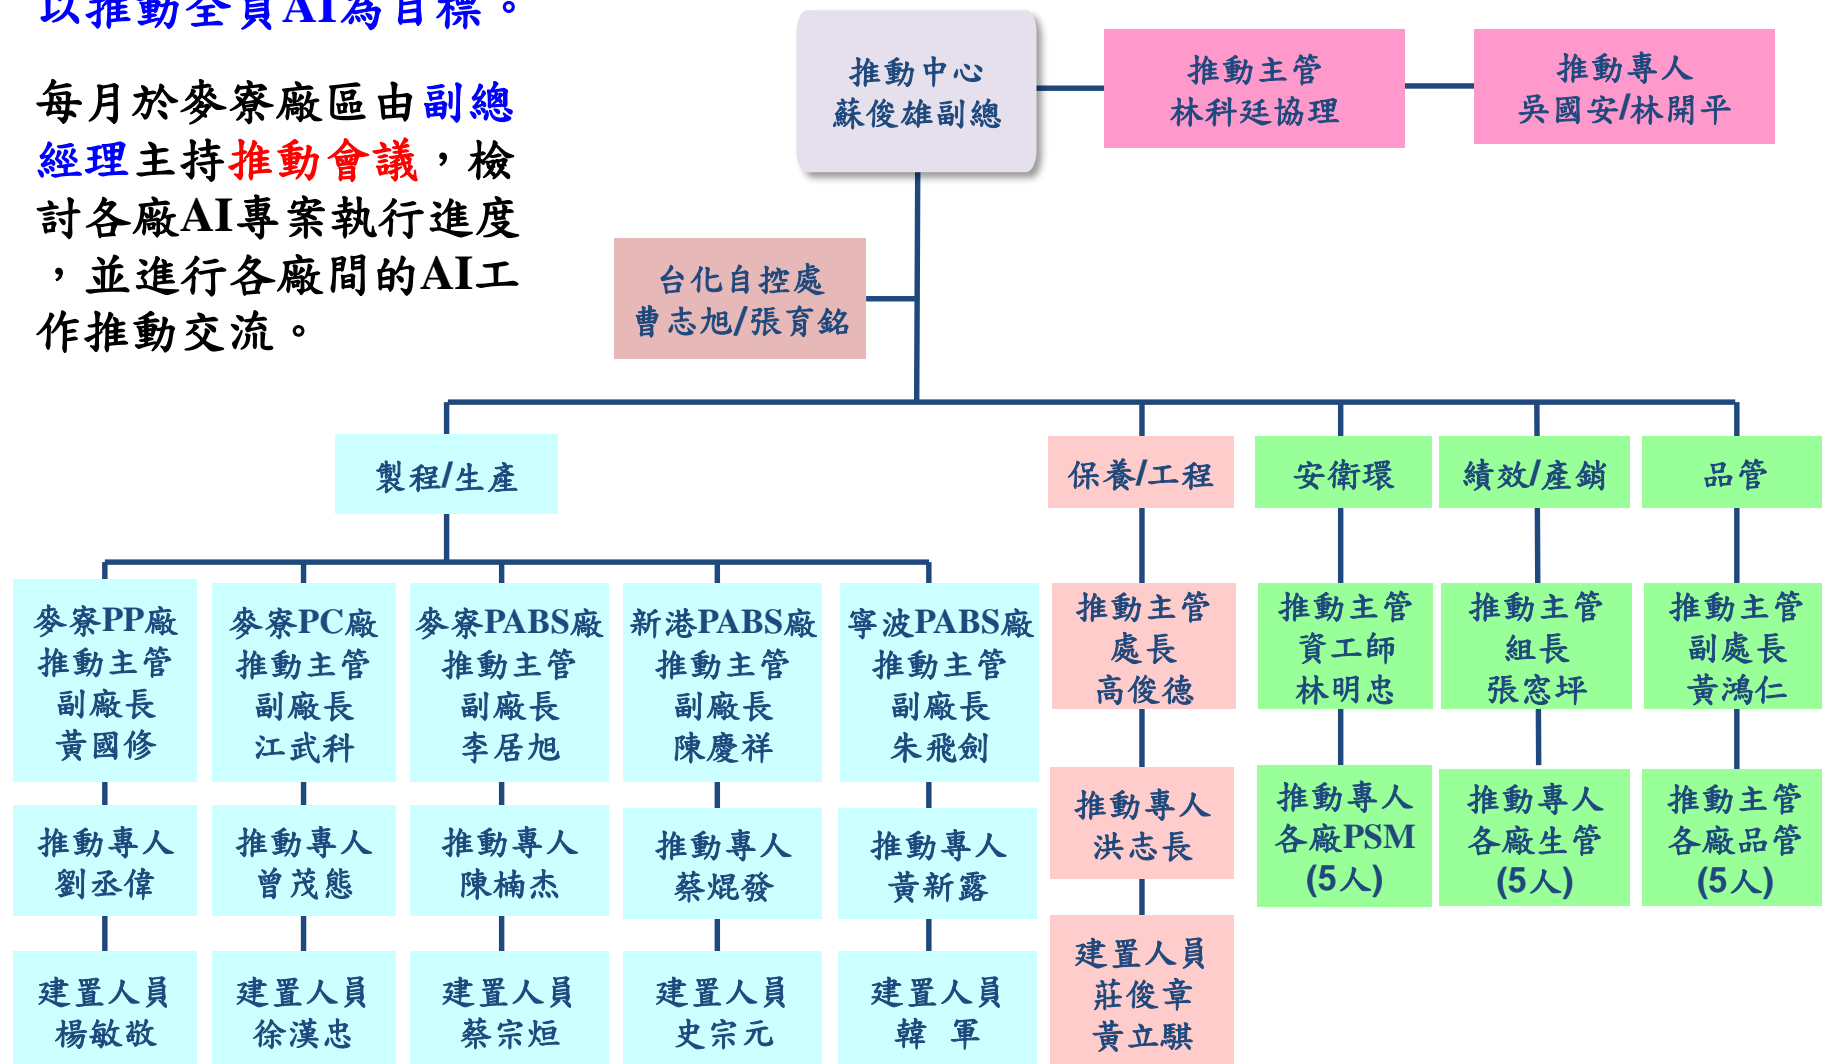 以推動全員AI為目標。
每月於麥寮廠區由副總
經理主持推動會議，檢
討各廠AI專案執行進度
，並進行各廠間的AI工
作推動交流。
推動中心
蘇俊雄副總
推動主管
林科廷協理
推動專人
吳國安/林開平
台化自控處
曹志旭/張育銘
製程/生產
保養/工程
安衛環
績效/產銷
品管
麥寮PP廠
推動主管
副廠長
黃國修
麥寮PC廠
推動主管
副廠長
江武科
麥寮PABS廠
推動主管
副廠長
李居旭
新港PABS廠
推動主管
副廠長
陳慶祥
寧波PABS廠
推動主管
副廠長
朱飛劍
推動主管
處長
高俊德
推動主管
資工師
林明忠
推動主管
組長
張窓坪
推動主管
副處長
黃鴻仁
推動專人
劉丞偉
推動專人
曾茂態
推動專人
陳楠杰
推動專人
蔡焜發
推動專人
黃新露
推動專人
洪志長
推動專人
各廠PSM
(5人)
推動專人
各廠生管
(5人)
推動主管
各廠品管
(5人)
建置人員
楊敏敬
建置人員
徐漢忠
建置人員
蔡宗烜
建置人員
史宗元
建置人員
韓 軍
建置人員
莊俊章
黃立騏